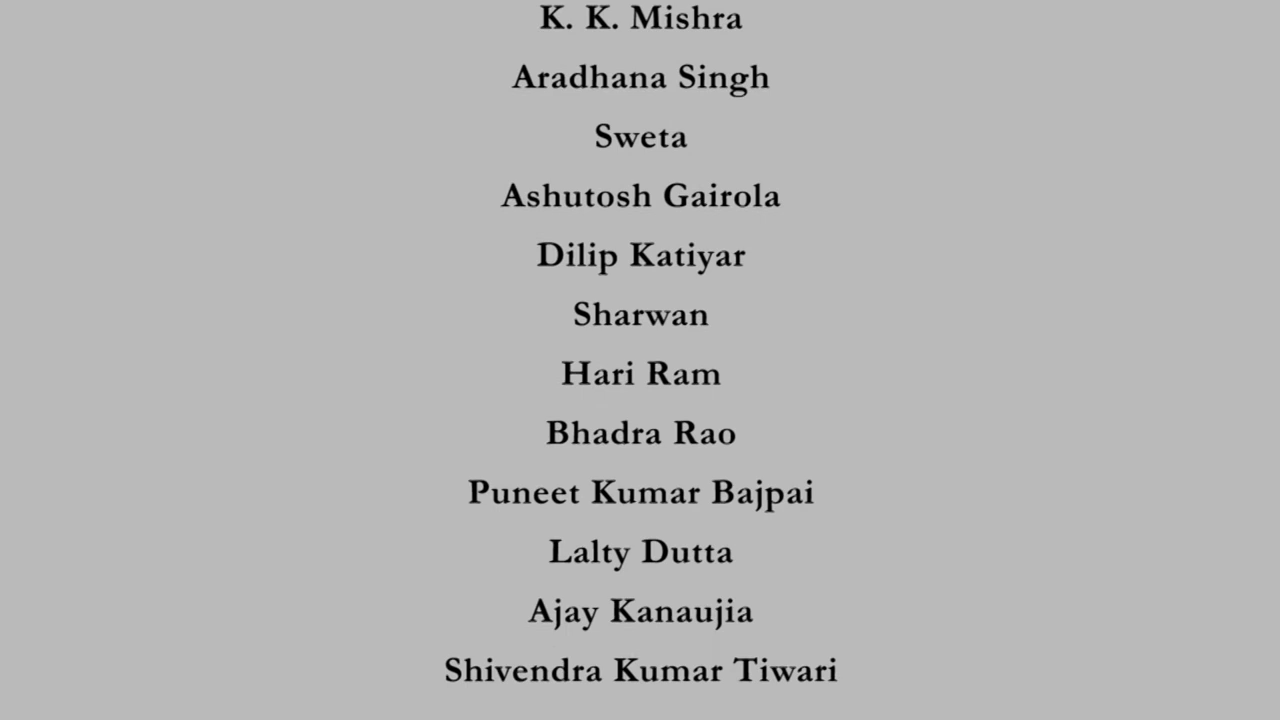 K. K. Mishra
Aradhana Singh
Sweta
Ashutosh Gairola
Dilip Katiyar
Sharwan
Hari Ram
Bhadra Rao
Puneet Kumar Bajpai
Lalty Dutta
Ajay Kanaujia
Shivendra Kumar Tiwari